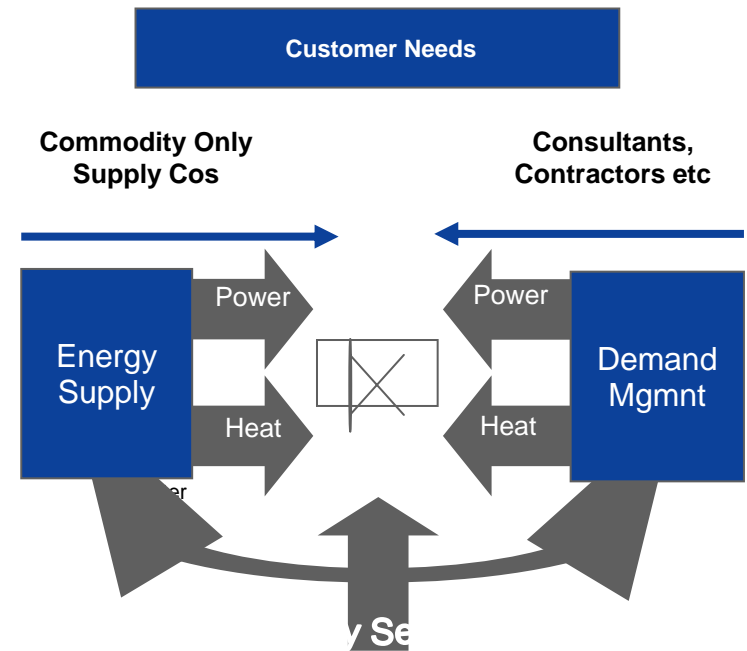 Customer Needs
Commodity Only
Supply Cos
Consultants,
Contractors etc
Power
Power
Energy
Supply
Demand
Mgmnt
Heat
Heat